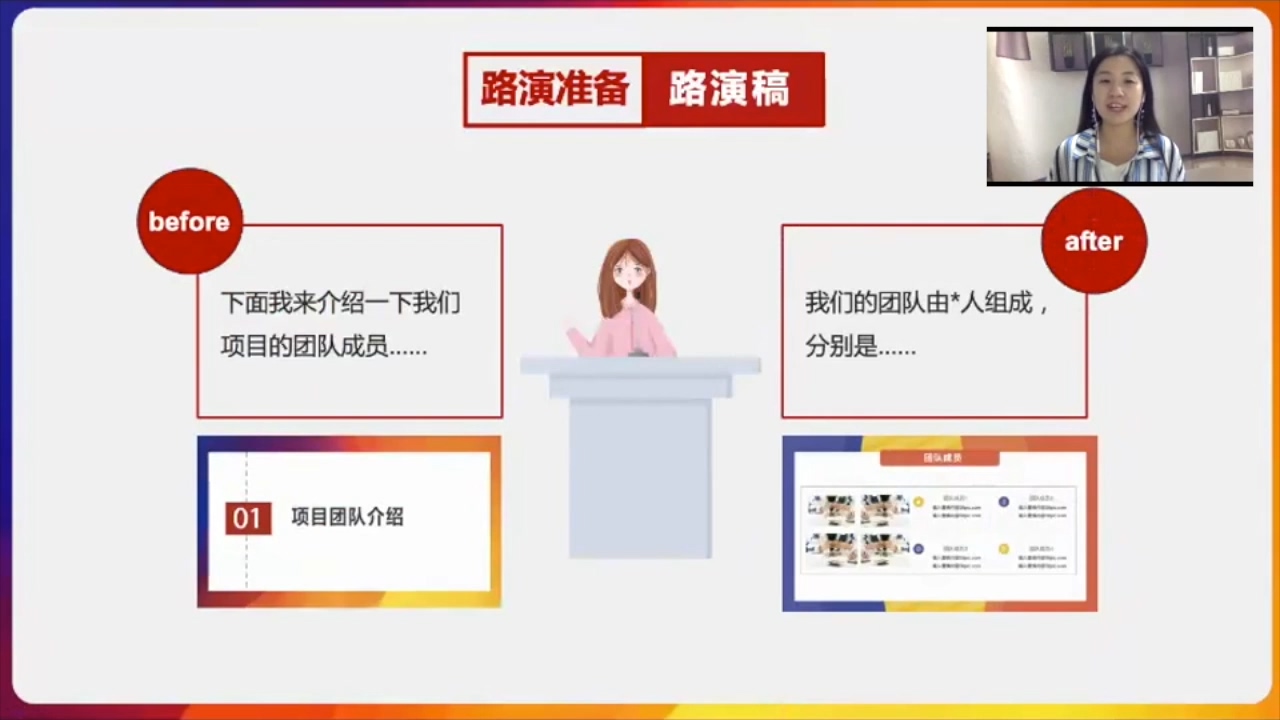 路演准备 路演稿
before
下面我来介绍一下我们
项目的团队成员......
after
我们的团队由*人组成，
分别是......
01 项目团队介绍
团队成员